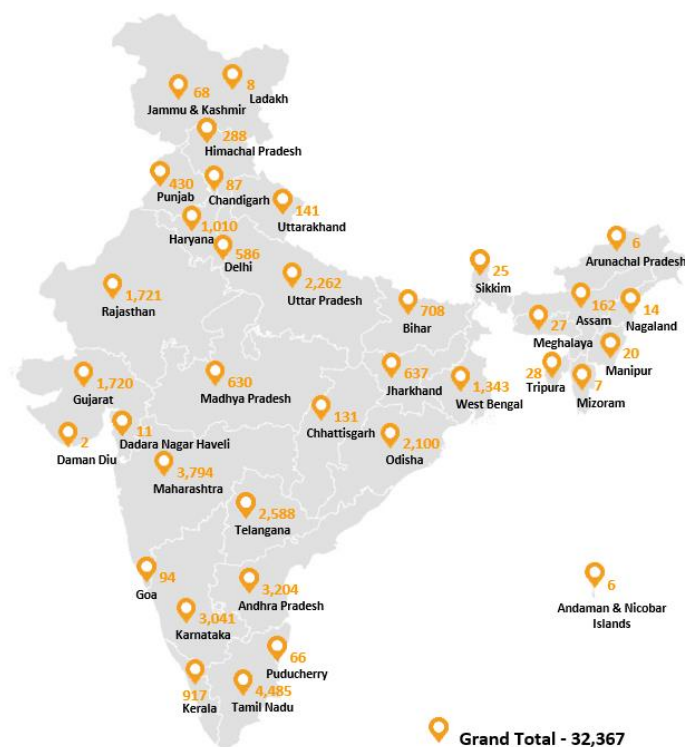 68
Jammu & Kashmir
8
Ladakh
288
Himachal Pradesh
430
Punjab
87
Chandigarh
141
Uttarakhand
1,010
Haryana
586
Delhi
6
Arunachal Pradesh
25
Sikkim
2,262
Uttar Pradesh
1,721
Rajasthan
708
Bihar
162
Assam
14
Nagaland
27
Meghalaya
20
Manipur
28
Tripura
7
Mizoram
1,720
Gujarat
630
Madhya Pradesh
637
Jharkhand
1,343
West Bengal
131
Chhattisgarh
2,100
Odisha
2
Daman Diu
11
Dadara Nagar Haveli
3,794
Maharashtra
2,588
Telangana
94
Goa
3,204
Andhra Pradesh
6
Andaman & Nicobar
Islands
3,041
Karnataka
66
Puducherry
917
Kerala
4,485
Tamil Nadu
Grand Total - 32,367